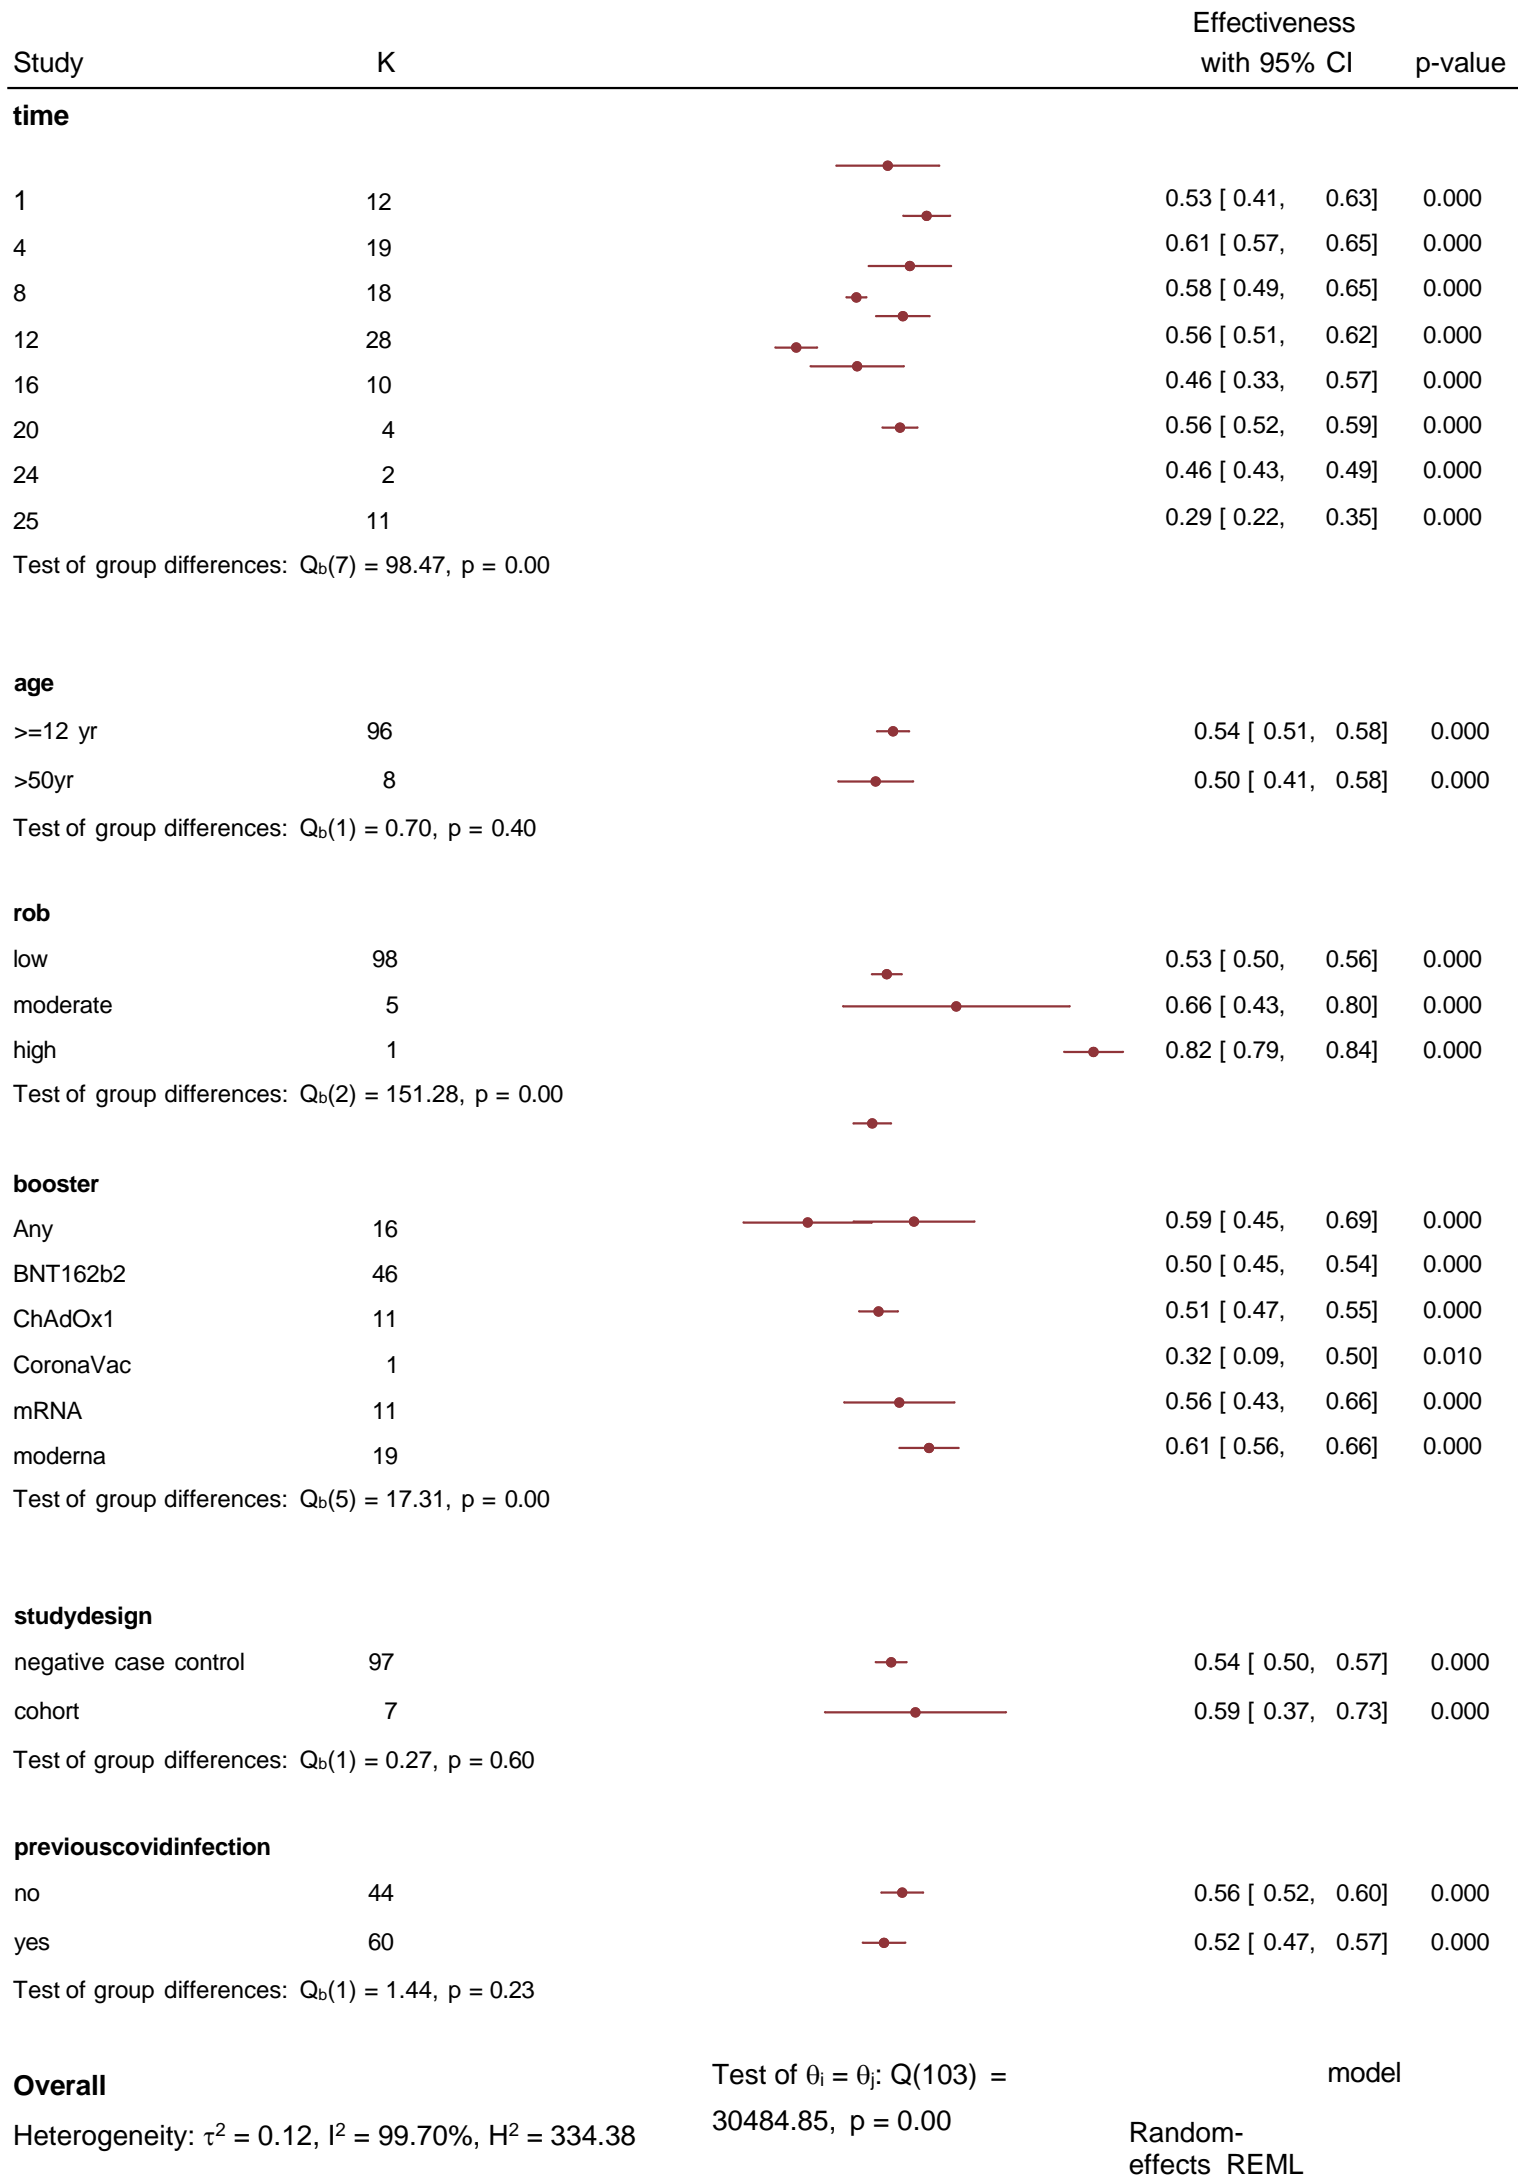 Effectiveness
Study K with 95% CI p-value
time
1 12 0.53 [ 0.41, 0.63] 0.000
4 19 0.61 [ 0.57, 0.65] 0.000
8 18 0.58 [ 0.49, 0.65] 0.000
12 28 0.56 [ 0.51, 0.62] 0.000
16 10 0.46 [ 0.33, 0.57] 0.000
20 4 0.56 [ 0.52, 0.59] 0.000
24 2 0.46 [ 0.43, 0.49] 0.000
25 11 0.29 [ 0.22, 0.35] 0.000
Test of group differences: Qb(7) = 98.47, p = 0.00
age
>=12 yr 96 0.54 [ 0.51, 0.58] 0.000
>50yr 8 0.50 [ 0.41, 0.58] 0.000
Test of group differences: Qb(1) = 0.70, p = 0.40
rob
low 98 0.53 [ 0.50, 0.56] 0.000
moderate 5 0.66 [ 0.43, 0.80] 0.000
high 1 0.82 [ 0.79, 0.84] 0.000
Test of group differences: Qb(2) = 151.28, p = 0.00
booster
Any 16 0.59 [ 0.45, 0.69] 0.000
BNT162b2 46 0.50 [ 0.45, 0.54] 0.000
ChAdOx1 11 0.51 [ 0.47, 0.55] 0.000
CoronaVac 1 0.32 [ 0.09, 0.50] 0.010
mRNA 11 0.56 [ 0.43, 0.66] 0.000
moderna 19 0.61 [ 0.56, 0.66] 0.000
Test of group differences: Qb(5) = 17.31, p = 0.00
studydesign
negative case control 97 0.54 [ 0.50, 0.57] 0.000
cohort 7 0.59 [ 0.37, 0.73] 0.000
Test of group differences: Qb(1) = 0.27, p = 0.60
previouscovidinfection
no 44 0.56 [ 0.52, 0.60] 0.000
yes 60 0.52 [ 0.47, 0.57] 0.000
Test of group differences: Qb(1) = 1.44, p = 0.23
Overall
Heterogeneity: τ² = 0.12, I² = 99.70%, H² = 334.38
Test of θi = θj: Q(103) =
30484.85, p = 0.00
model
Random-
effects REML